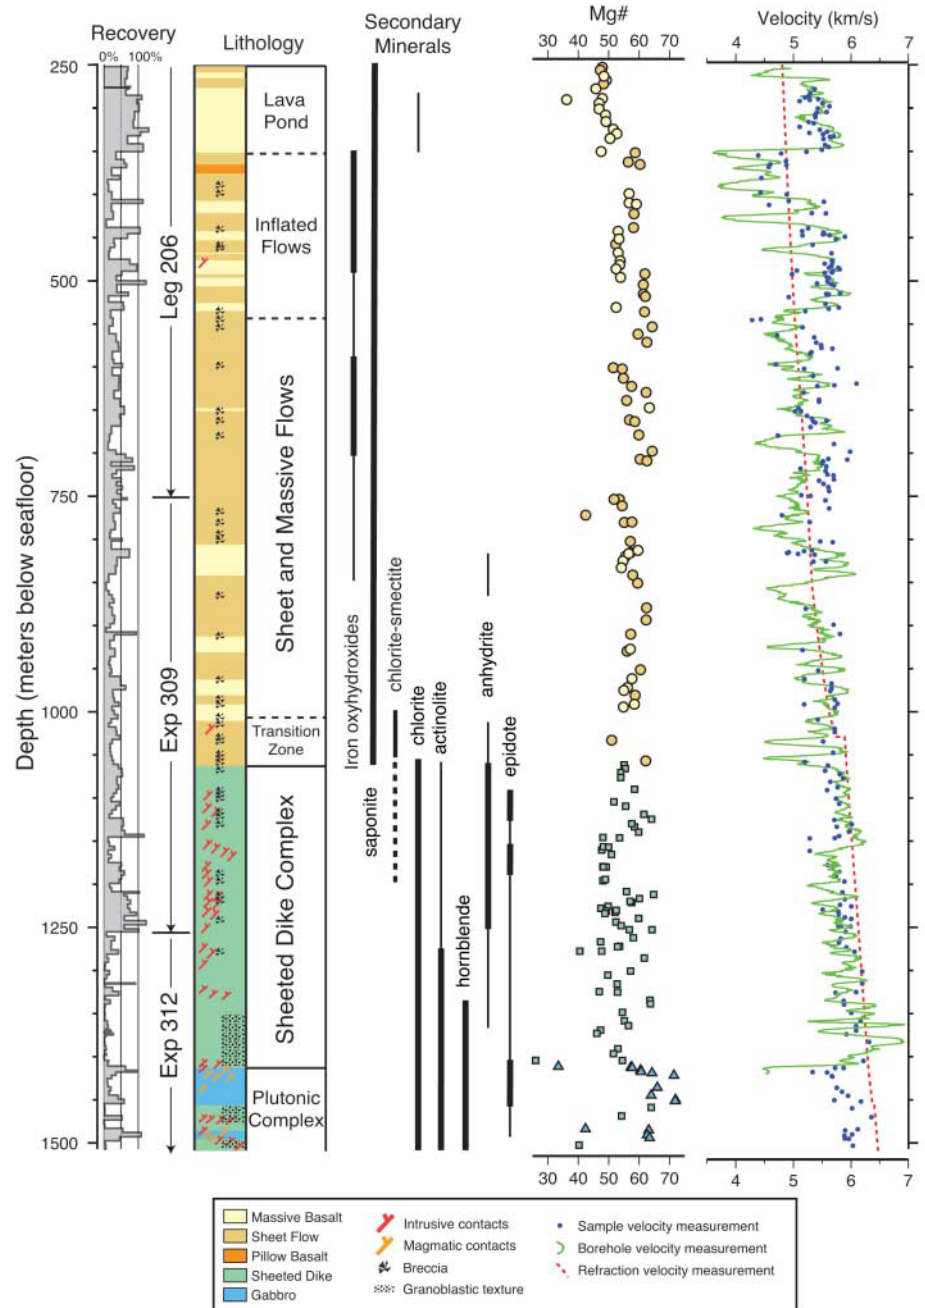 Recovery
0% 100%
Lithology
Secondary
Minerals
Mg#
30 40 50 60 70
Velocity (km/s)
4 5 6 7
Depth (meters below seafloor)
250
500
750
1000
1250
1500
Leg 206
Exp 309
Exp 312
Lava
Pond
Inflated
Flows
Sheet and Massive Flows
Transition
Zone
Sheeted Dike Complex
Plutonic
Complex
Iron oxyhydroxides
saponite
chlorite-smectite
chlorite
actinolite
hornblende
anhydrite
epidote
30 40 50 60 70
4 5 6 7
Massive Basalt
Sheet Flow
Pillow Basalt
Sheeted Dike
Gabbro
Intrusive contacts
Magmatic contacts
Breccia
Granoblastic texture
Sample velocity measurement
Borehole velocity measurement
Refraction velocity measurement